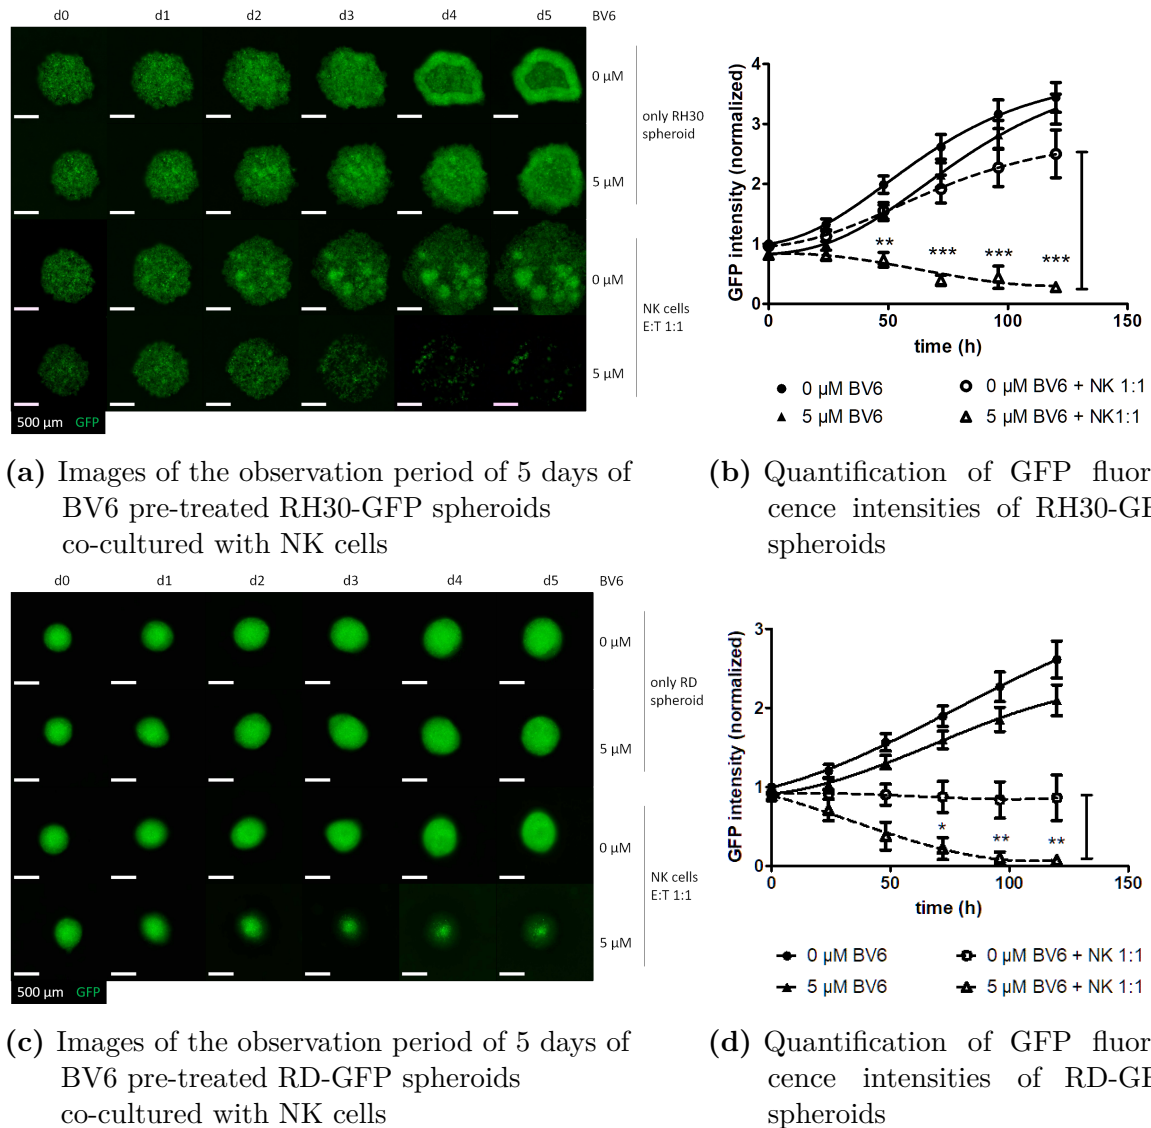 d0 d1 d2 d3 d4 d5 BV6
0 µM
only RH30
spheroid
5 µM
0 µM
NK cells
E:T 1:1
5 µM
500 µm GFP
GFP intensity (normalized)
4
3
2
1
0
** *** *** ***
0 50 100 150
time (h)
0 µM BV6 0 µM BV6 + NK 1:1
5 µM BV6 5 µM BV6 + NK1:1
(a) Images of the observation period of 5 days of
BV6 pre-treated RH30-GFP spheroids
co-cultured with NK cells
(b) Quantification of GFP fluor
cence intensities of RH30-GF
spheroids
d0 d1 d2 d3 d4 d5 BV6
0 µM
only RD
spheroid
5 µM
0 µM
NK cells
E:T 1:1
5 µM
500 µm GFP
GFP intensity (normalized)
3
2
1
0
* ** **
0 50 100 150
time (h)
0 µM BV6 0 µM BV6 + NK 1:1
5 µM BV6 5 µM BV6 + NK 1:1
(c) Images of the observation period of 5 days of
BV6 pre-treated RD-GFP spheroids
co-cultured with NK cells
(d) Quantification of GFP fluor
cence intensities of RD-GF
spheroids